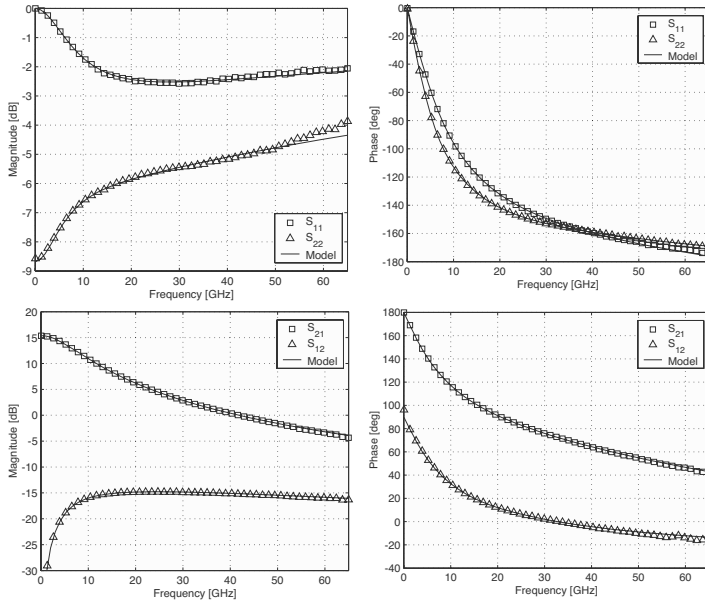 0
-1
-2
-3
-4
-5
-6
-7
-8
-9
Magnitude [dB]
0 10 20 30 40 50 60
Frequency [GHz]
S11
S22
Model
0
-20
-40
-60
-80
-100
-120
-140
-160
-180
Phase [deg]
0 10 20 30 40 50 60
Frequency [GHz]
S11
S22
Model
20
15
10
5
0
-5
-10
-15
-20
-25
-30
Magnitude [dB]
0 10 20 30 40 50 60
Frequency [GHz]
S21
S12
Model
180
160
140
120
100
80
60
40
20
0
-20
-40
Phase [deg]
0 10 20 30 40 50 60
Frequency [GHz]
S21
S12
Model